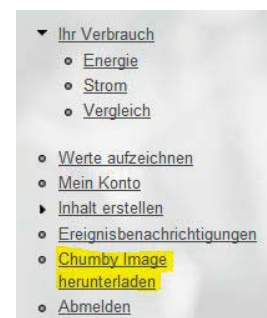 Ihr Verbrauch
Energie
Strom
Vergleich
Werte aufzeichnen
Mein Konto
Inhalt erstellen
Ereignisbenachrichtigungen
Chumby Image
herunterladen
Abmelden